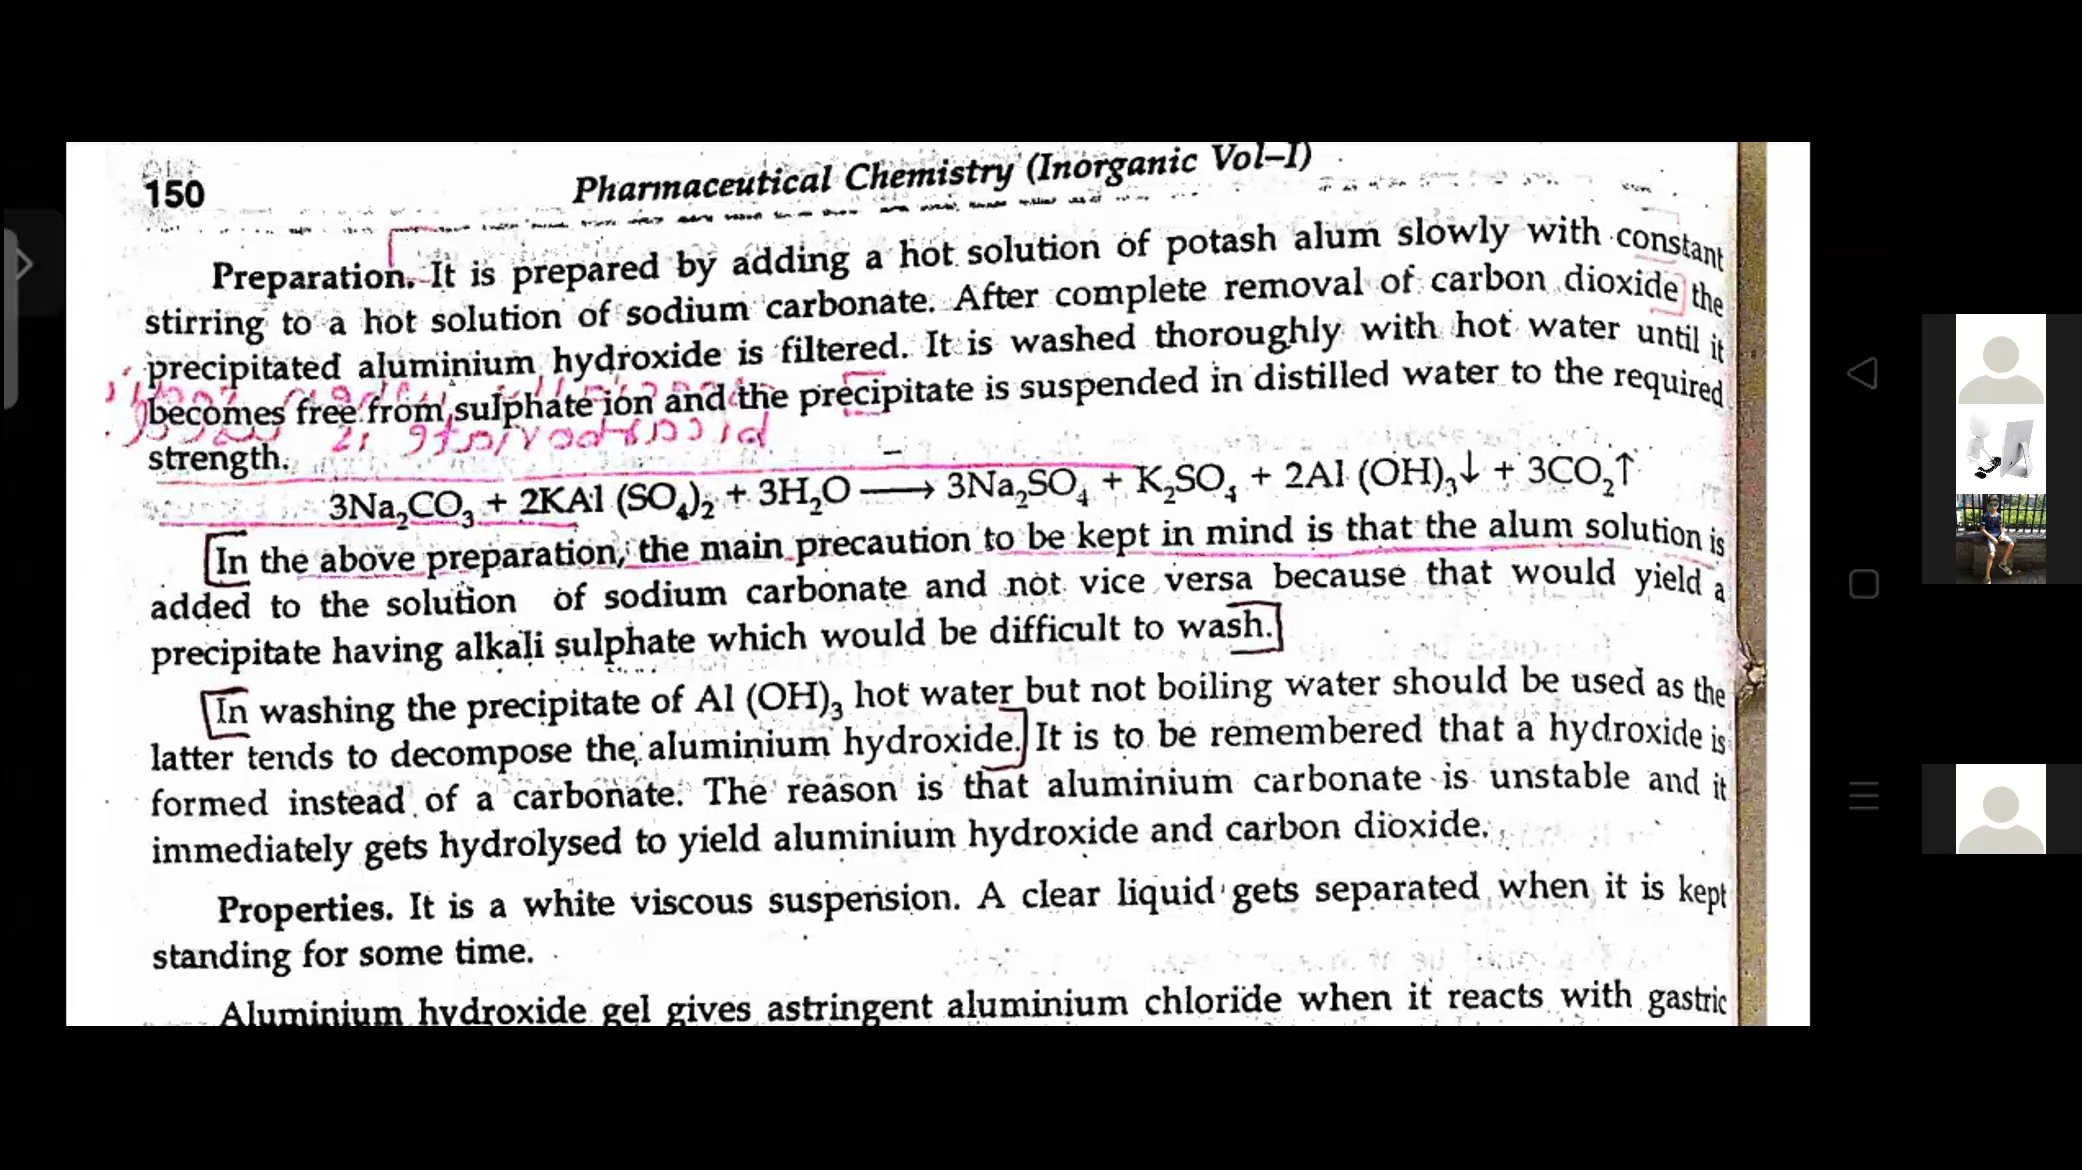 150
Pharmaceutical Chemistry (Inorganic Vol–I)
Preparation. It is prepared by adding a hot solution of potash alum slowly with constant
stirring to a hot solution of sodium carbonate. After complete removal of carbon dioxide the
precipitated aluminium hydroxide is filtered. It is washed thoroughly with hot water until it
becomes free from sulphate ion and the precipitate is suspended in distilled water to the required
strength.
3Na₂CO₃ + 2KAl (SO₄)₂ + 3H₂O ⟶ 3Na₂SO₄ + K₂SO₄ + 2Al (OH)₃↓ + 3CO₂↑
In the above preparation, the main precaution to be kept in mind is that the alum solution is
added to the solution of sodium carbonate and not vice versa because that would yield a
precipitate having alkali sulphate which would be difficult to wash.
In washing the precipitate of Al (OH)₃ hot water but not boiling water should be used as the
latter tends to decompose the aluminium hydroxide. It is to be remembered that a hydroxide is
formed instead of a carbonate. The reason is that aluminium carbonate is unstable and it
immediately gets hydrolysed to yield aluminium hydroxide and carbon dioxide.
Properties. It is a white viscous suspension. A clear liquid gets separated when it is kept
standing for some time.
Aluminium hydroxide gel gives astringent aluminium chloride when it reacts with gastric